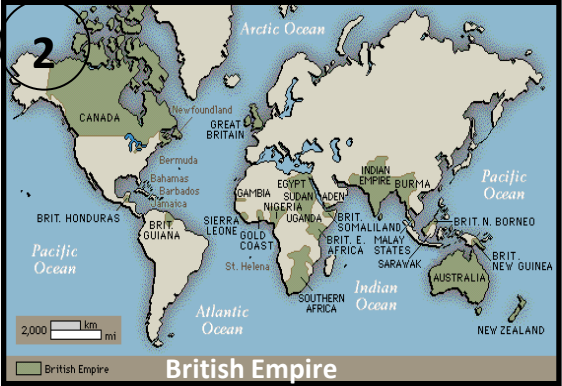 2
Arctic Ocean
CANADA
Newfoundland
GREAT
BRITAIN
Bermuda
Bahamas
Barbados
Jamaica
BRIT. HONDURAS
BRIT.
GUIANA
Pacific
Ocean
GAMBIA
SIERRA
LEONE
GOLD
COAST
St. Helena
EGYPT
SUDAN
NIGERIA
UGANDA
ADEN
BRIT.
SOMALILAND
BRIT. E.
AFRICA
SOUTHERN
AFRICA
Atlantic
Ocean
INDIAN
EMPIRE
BURMA
MALAY
STATES
SARAWAK
Indian
Ocean
Pacific
Ocean
BRIT. N. BORNEO
BRIT.
NEW GUINEA
AUSTRALIA
NEW ZEALAND
2,000 km
mi
British Empire
British Empire